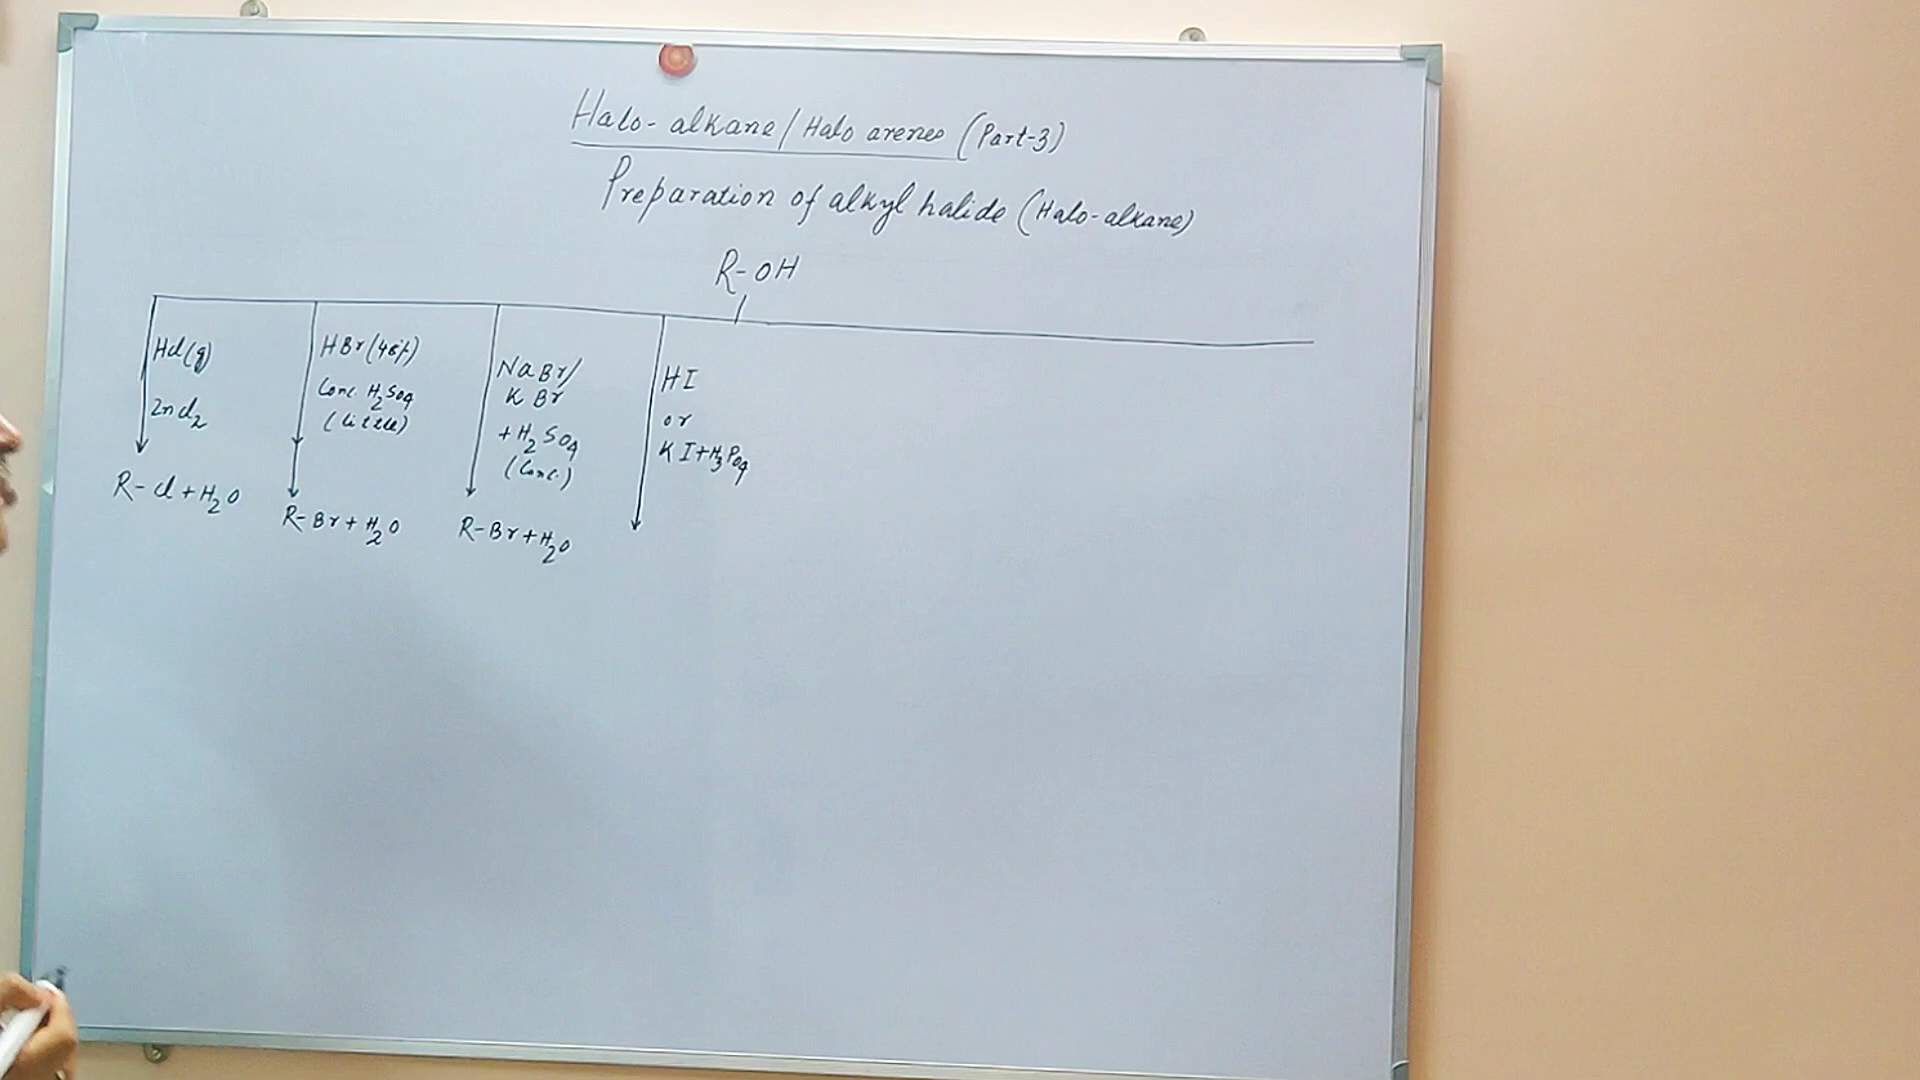 Halo-alkane/Halo arenes (Part-3)
Preparation of alkyl halide (Halo-alkane)
R-OH
HCl(g)
ZnCl2
R-Cl+H2O
HBr(48%)
Conc. H2SO4
(little)
R-Br+H2O
NaBr/
KBr
+H2SO4
(Conc.)
R-Br+H2O
HI
or
KI+H3PO4